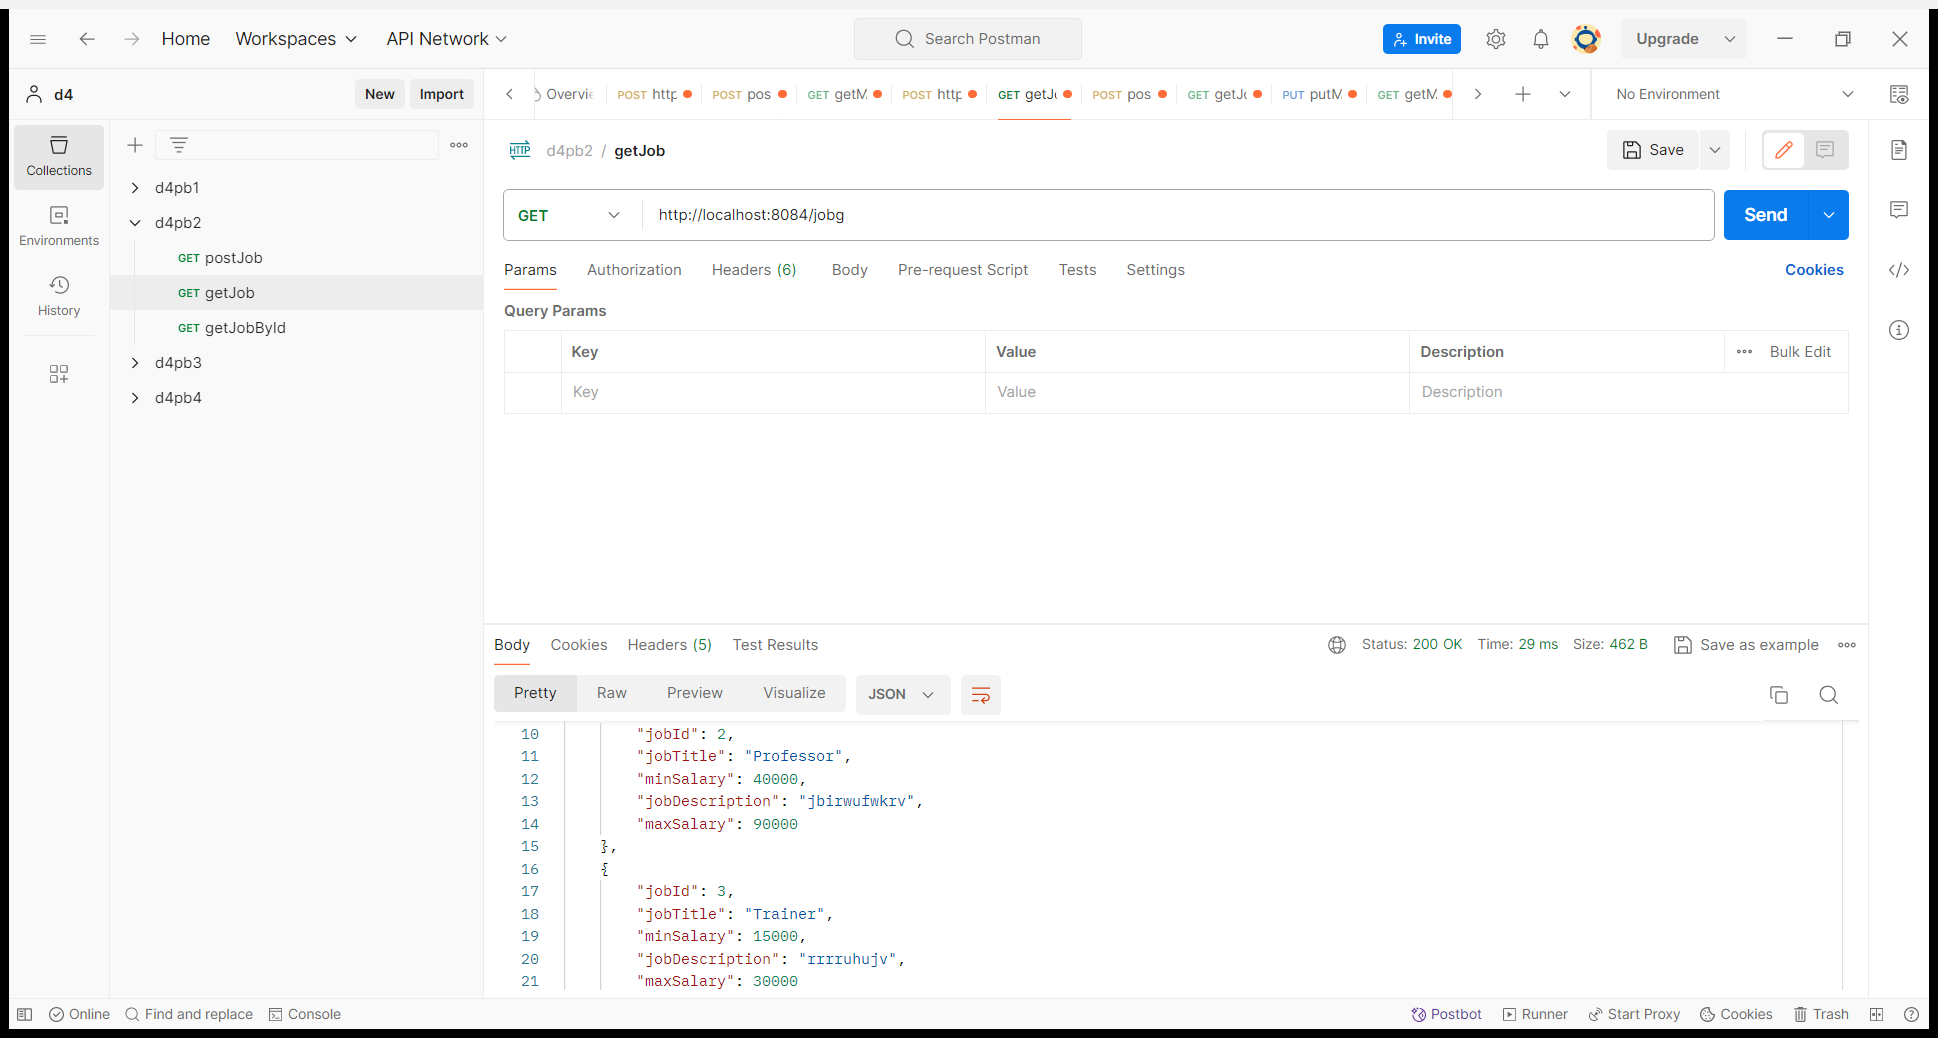 Home Workspaces API Network Search Postman Invite Upgrade
d4 New Import Overvie POST http POST pos GET getM POST http GET getJo POST pos GET getJo PUT putM GET getM No Environment
Collections
Environments
History
d4pb1
d4pb2
GET postJob
GET getJob
GET getJobById
d4pb3
d4pb4
HTTP d4pb2 / getJob Save
GET http://localhost:8084/jobg Send
Params Authorization Headers (6) Body Pre-request Script Tests Settings Cookies
Query Params
Key Value Description Bulk Edit
Key Value Description
Body Cookies Headers (5) Test Results Status: 200 OK Time: 29 ms Size: 462 B Save as example
Pretty Raw Preview Visualize JSON
10 "jobId": 2,
11 "jobTitle": "Professor",
12 "minSalary": 40000,
13 "jobDescription": "jbirwufwkrv",
14 "maxSalary": 90000
15 },
16 {
17 "jobId": 3,
18 "jobTitle": "Trainer",
19 "minSalary": 15000,
20 "jobDescription": "rrrruhujv",
21 "maxSalary": 30000
Online Find and replace Console Postbot Runner Start Proxy Cookies Trash